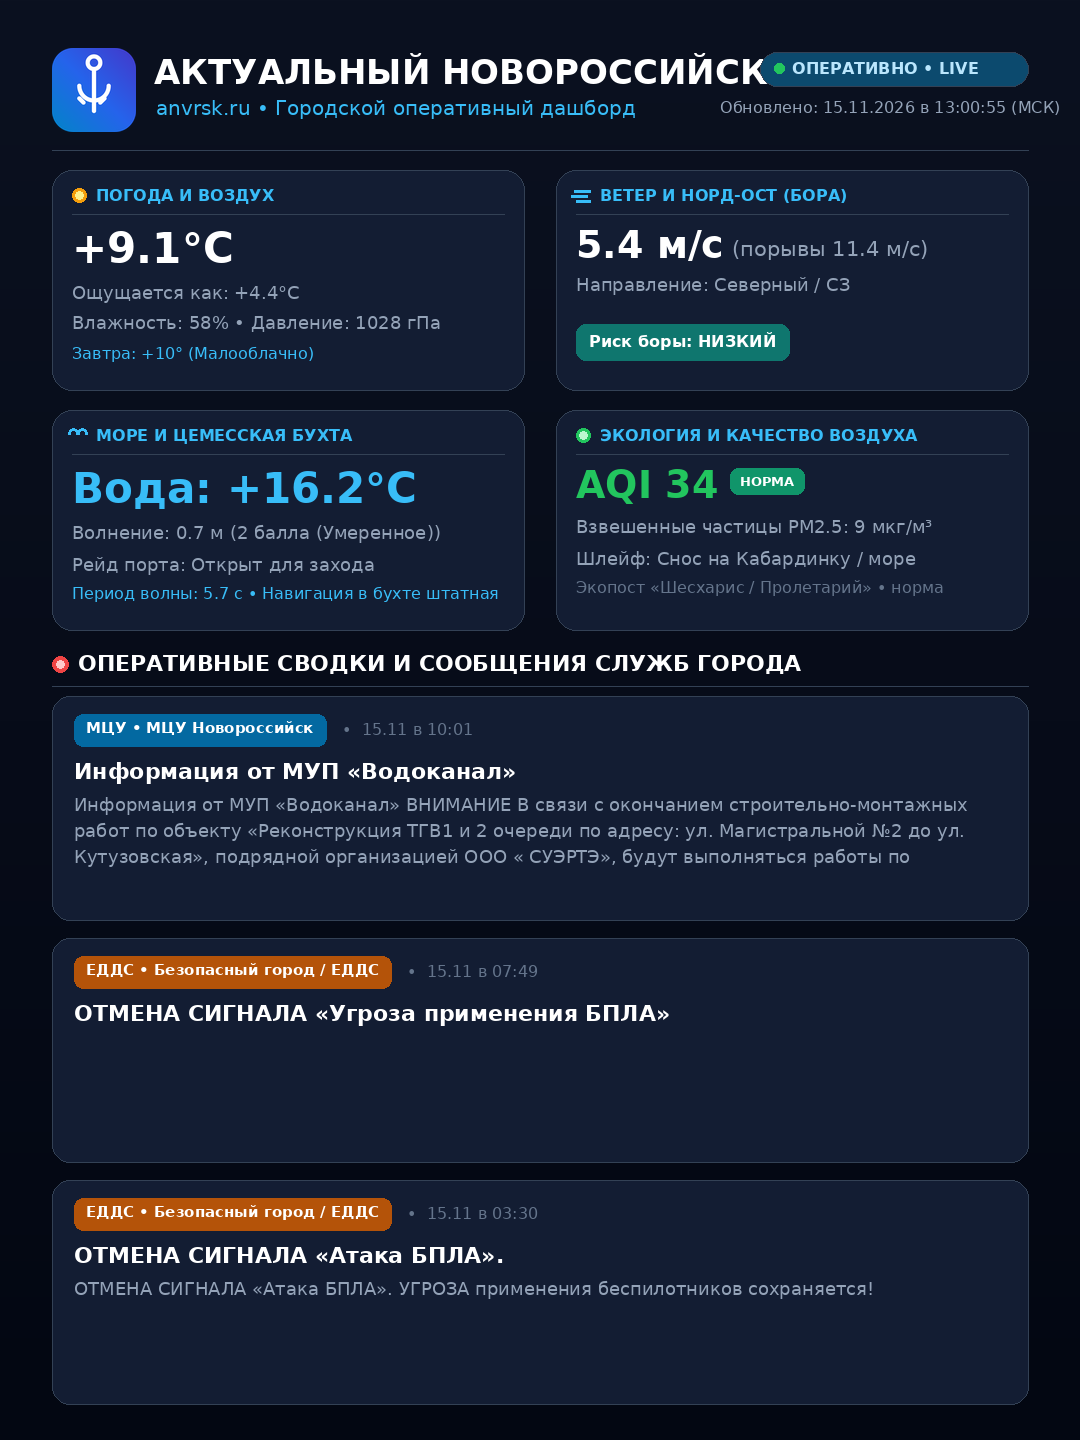 АКТУАЛЬНЫЙ НОВОРОССИЙСК
ОПЕРАТИВНО • LIVE
anvrsk.ru • Городской оперативный дашборд
Обновлено: 15.11.2026 в 13:00:55 (МСК)
ПОГОДА И ВОЗДУХ
+9.1°C
Ощущается как: +4.4°C
Влажность: 58% • Давление: 1028 гПа
Завтра: +10° (Малооблачно)
ВЕТЕР И НОРД-ОСТ (БОРА)
5.4 м/с (порывы 11.4 м/с)
Направление: Северный / СЗ
Риск боры: НИЗКИЙ
МОРЕ И ЦЕМЕССКАЯ БУХТА
Вода: +16.2°C
Волнение: 0.7 м (2 балла (Умеренное))
Рейд порта: Открыт для захода
Период волны: 5.7 с • Навигация в бухте штатная
ЭКОЛОГИЯ И КАЧЕСТВО ВОЗДУХА
AQI 34 НОРМА
Взвешенные частицы PM2.5: 9 мкг/м³
Шлейф: Снос на Кабардинку / море
Экопост «Шесхарис / Пролетарий» • норма
ОПЕРАТИВНЫЕ СВОДКИ И СООБЩЕНИЯ СЛУЖБ ГОРОДА
МЦУ • МЦУ Новороссийск • 15.11 в 10:01
Информация от МУП «Водоканал»
Информация от МУП «Водоканал» ВНИМАНИЕ В связи с окончанием строительно-монтажных
работ по объекту «Реконструкция ТГВ1 и 2 очереди по адресу: ул. Магистральной №2 до ул.
Кутузовская», подрядной организацией ООО « СУЭРТЭ», будут выполняться работы по
ЕДДС • Безопасный город / ЕДДС • 15.11 в 07:49
ОТМЕНА СИГНАЛА «Угроза применения БПЛА»
ЕДДС • Безопасный город / ЕДДС • 15.11 в 03:30
ОТМЕНА СИГНАЛА «Атака БПЛА».
ОТМЕНА СИГНАЛА «Атака БПЛА». УГРОЗА применения беспилотников сохраняется!